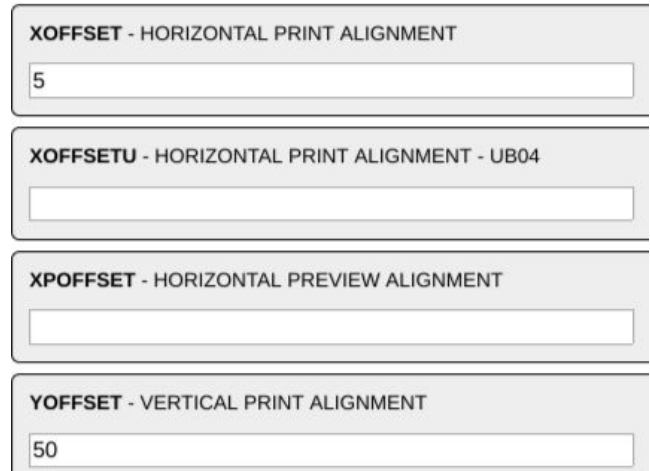 XOFFSET - HORIZONTAL PRINT ALIGNMENT
5
XOFFSETU - HORIZONTAL PRINT ALIGNMENT - UB04
XPOFFSET - HORIZONTAL PREVIEW ALIGNMENT
YOFFSET - VERTICAL PRINT ALIGNMENT
50